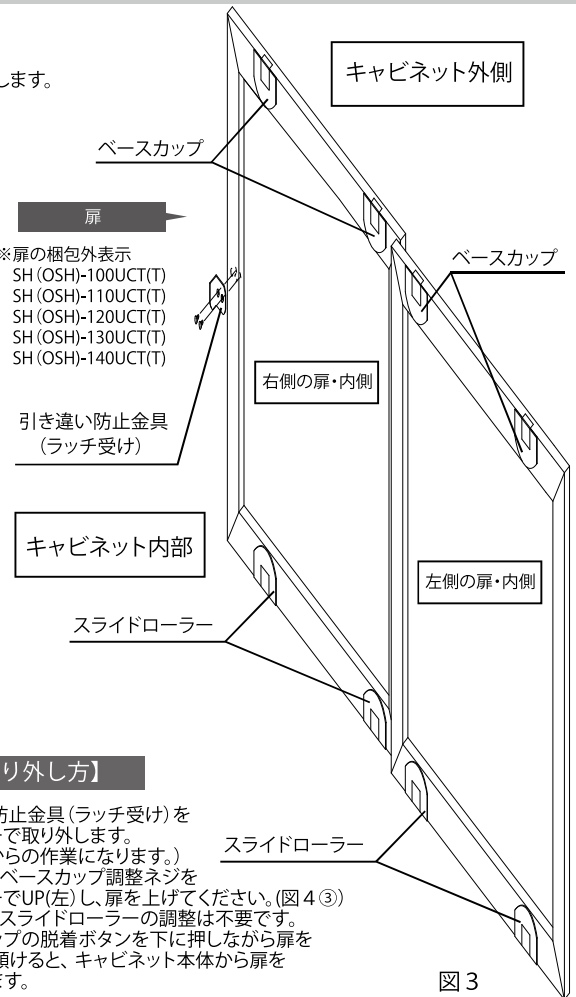 します。
キャビネット外側
ベースカップ
扉
※扉の梱包外表示
SH(OSH)-100UCT(T)
SH(OSH)-110UCT(T)
SH(OSH)-120UCT(T)
SH(OSH)-130UCT(T)
SH(OSH)-140UCT(T)
ベースカップ
右側の扉・内側
引き違い防止金具
(ラッチ受け)
キャビネット内部
左側の扉・内側
スライドローラー
り外し方】
防止金具(ラッチ受け)を
で取り外します。
からの作業になります。)
ベースカップ調整ネジを
でUP(左)し、扉を上げてください。(図4③)
スライドローラーの調整は不要です。
ップの脱着ボタンを下に押しながら扉を
傾けると、キャビネット本体から扉を
ます。
スライドローラー
図3